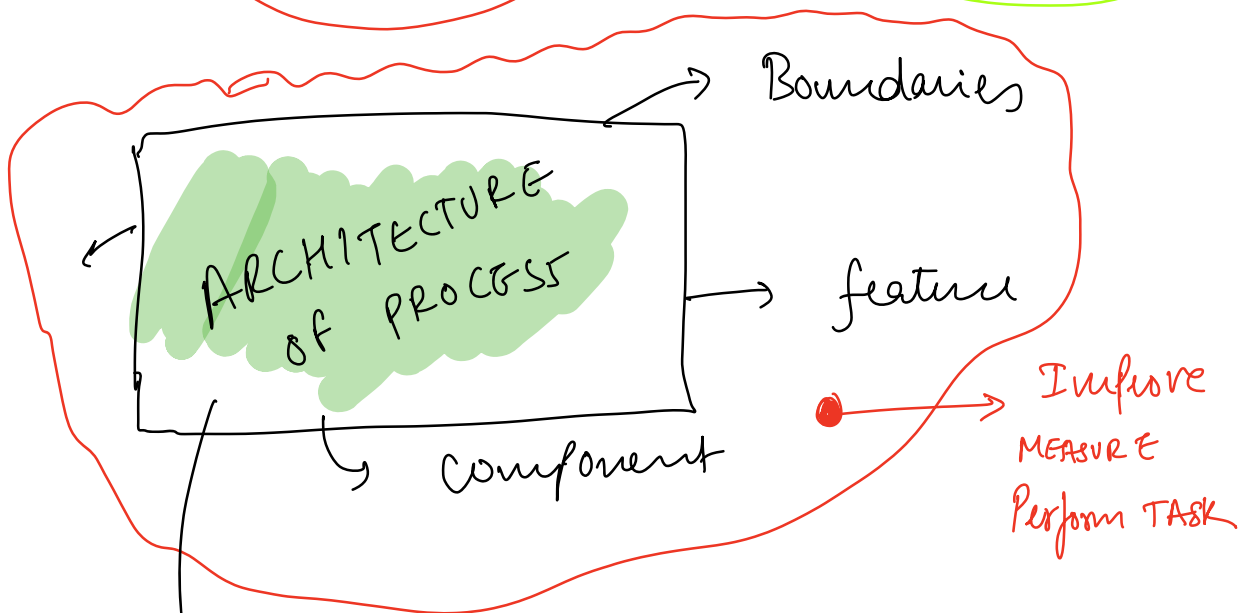 Boundaries
ARCHITECTURE
OF PROCESS
feature
Improve
MEASURE
Perform TASK
component